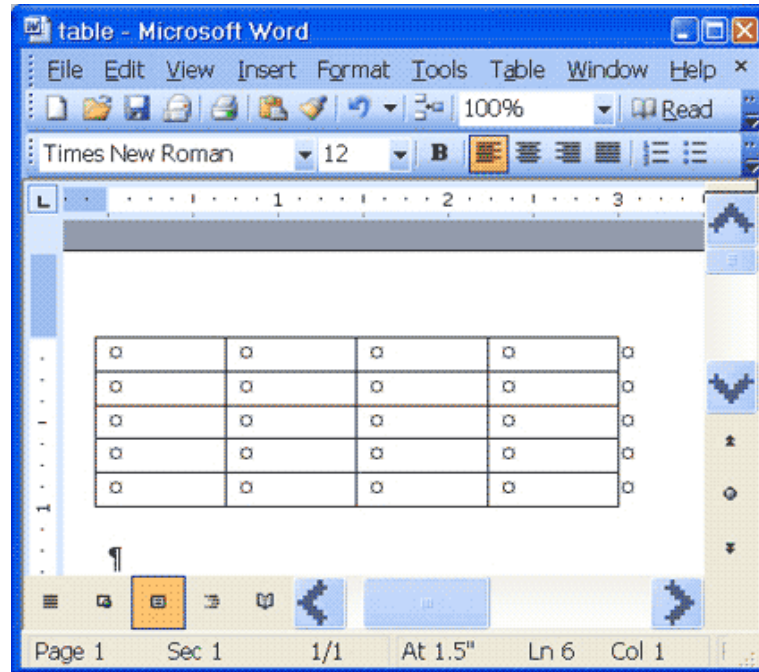 table - Microsoft Word
File Edit View Insert Format Tools Table Window Help ×
100% Read
Times New Roman 12 B
1 2 3
¤ ¤ ¤ ¤ ¤
¤ ¤ ¤ ¤ ¤
¤ ¤ ¤ ¤ ¤
¤ ¤ ¤ ¤ ¤
¤ ¤ ¤ ¤ ¤
1
¶
Page 1 Sec 1 1/1 At 1.5" Ln 6 Col 1